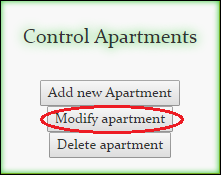 Control Apartments
Add new Apartment
Modify apartment
Delete apartment